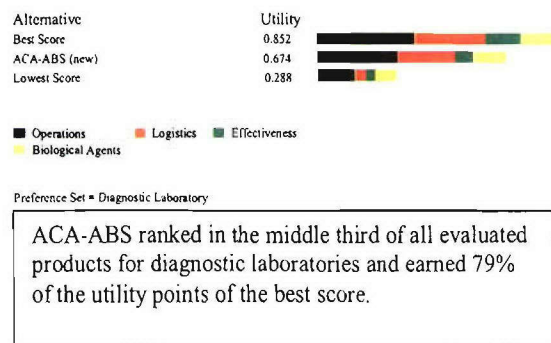 Alternative Utility
Best Score 0.852
ACA-ABS (new) 0.674
Lowest Score 0.288
Operations Logistics Effectiveness
Biological Agents
Preference Set = Diagnostic Laboratory
ACA-ABS ranked in the middle third of all evaluated
products for diagnostic laboratories and earned 79%
of the utility points of the best score.